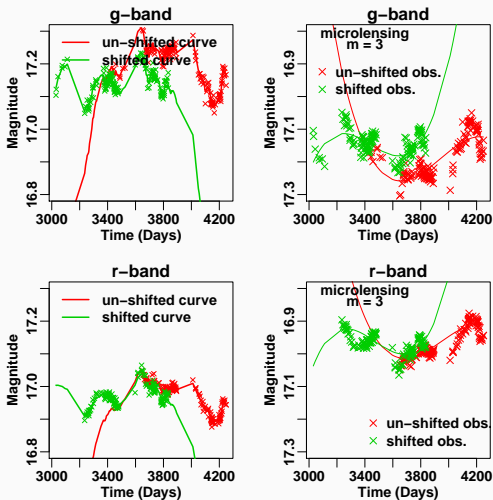 g-band
un-shifted curve
shifted curve
Magnitude
17.2
17.0
16.8
3000 3400 3800 4200
Time (Days)
g-band
microlensing
m = 3
un-shifted obs.
shifted obs.
Magnitude
16.9
17.1
17.3
3000 3400 3800 4200
Time (Days)
r-band
un-shifted curve
shifted curve
Magnitude
17.2
17.0
16.8
3000 3400 3800 4200
Time (Days)
r-band
microlensing
m = 3
un-shifted obs.
shifted obs.
Magnitude
16.9
17.1
17.3
3000 3400 3800 4200
Time (Days)